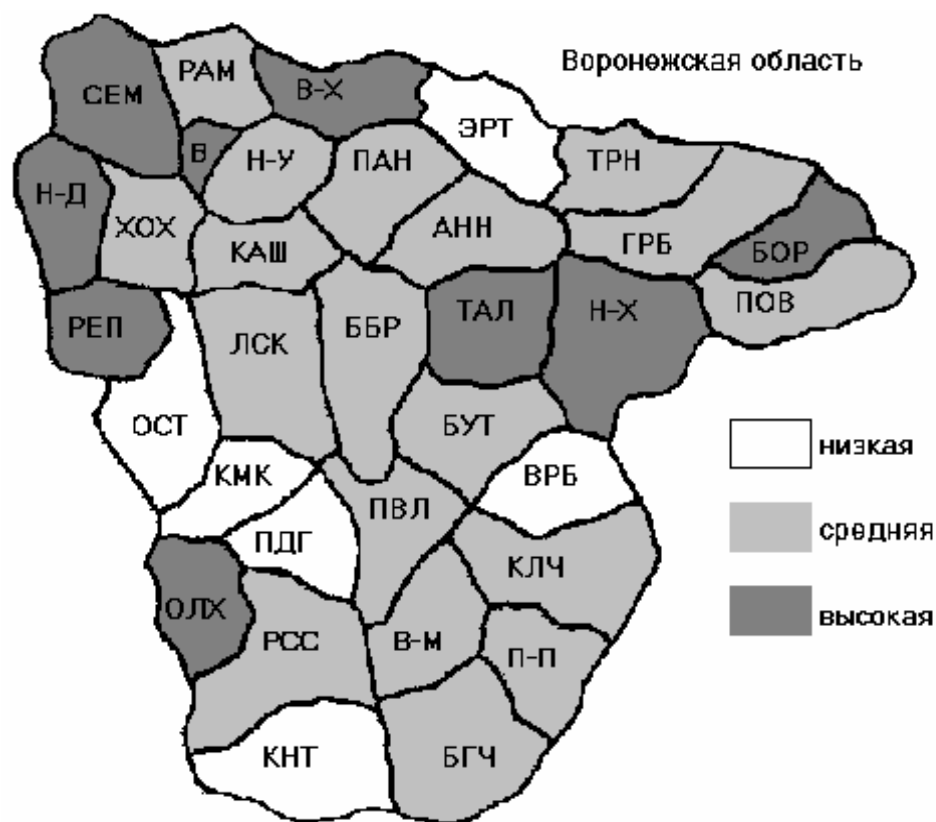 Воронежская область
СЕМ
РАМ
В-Х
ЭРТ
В
Н-У
ПАН
ТРН
Н-Д
ХОХ
КАШ
АНН
ГРБ
БОР
РЕП
ЛСК
ББР
ТАЛ
Н-Х
ПОВ
ОСТ
БУТ
низкая
КМК
ПВЛ
ВРБ
средняя
ПДГ
КЛЧ
ОЛХ
РСС
В-М
П-П
высокая
КНТ
БГЧ